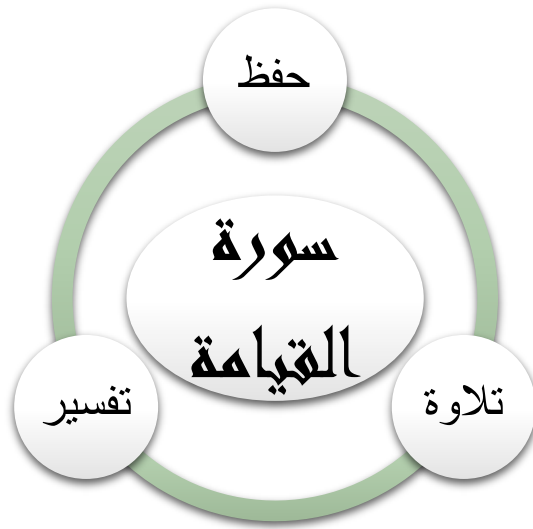 حفظ
سورة
القيامة
تلاوة
تفسير